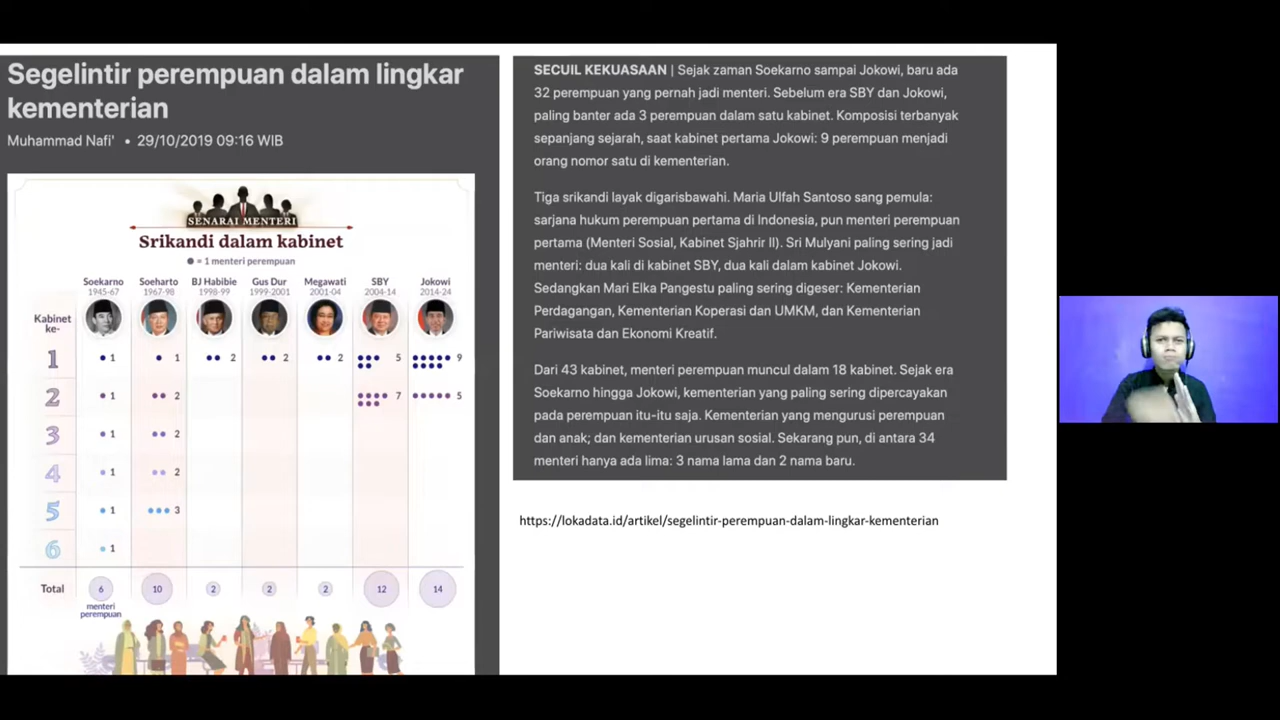 Segelintir perempuan dalam lingkar
kementerian
Muhammad Nafi' • 29/10/2019 09:16 WIB
SENARAI MENTERI
Srikandi dalam kabinet
= 1 menteri perempuan
Soekarno Soeharto BJ Habibie Gus Dur Megawati SBY Jokowi
1945-67 1967-98 1998-99 1999-2001 2001-04 2004-14 2014-24
Kabinet
ke-
1 1 1 2 2 2 5 9
2 1 2 7 5
3 1 2
4 1 2
5 1 3
6 1
Total 6 10 2 2 2 12 14
menteri
perempuan
SECUIL KEKUASAAN | Sejak zaman Soekarno sampai Jokowi, baru ada
32 perempuan yang pernah jadi menteri. Sebelum era SBY dan Jokowi,
paling banter ada 3 perempuan dalam satu kabinet. Komposisi terbanyak
sepanjang sejarah, saat kabinet pertama Jokowi: 9 perempuan menjadi
orang nomor satu di kementerian.
Tiga srikandi layak digarisbawahi. Maria Ulfah Santoso sang pemula:
sarjana hukum perempuan pertama di Indonesia, pun menteri perempuan
pertama (Menteri Sosial, Kabinet Sjahrir II). Sri Mulyani paling sering jadi
menteri: dua kali di kabinet SBY, dua kali dalam kabinet Jokowi.
Sedangkan Mari Elka Pangestu paling sering digeser: Kementerian
Perdagangan, Kementerian Koperasi dan UMKM, dan Kementerian
Pariwisata dan Ekonomi Kreatif.
Dari 43 kabinet, menteri perempuan muncul dalam 18 kabinet. Sejak era
Soekarno hingga Jokowi, kementerian yang paling sering dipercayakan
pada perempuan itu-itu saja. Kementerian yang mengurusi perempuan
dan anak; dan kementerian urusan sosial. Sekarang pun, di antara 34
menteri hanya ada lima: 3 nama lama dan 2 nama baru.
https://lokadata.id/artikel/segelintir-perempuan-dalam-lingkar-kementerian